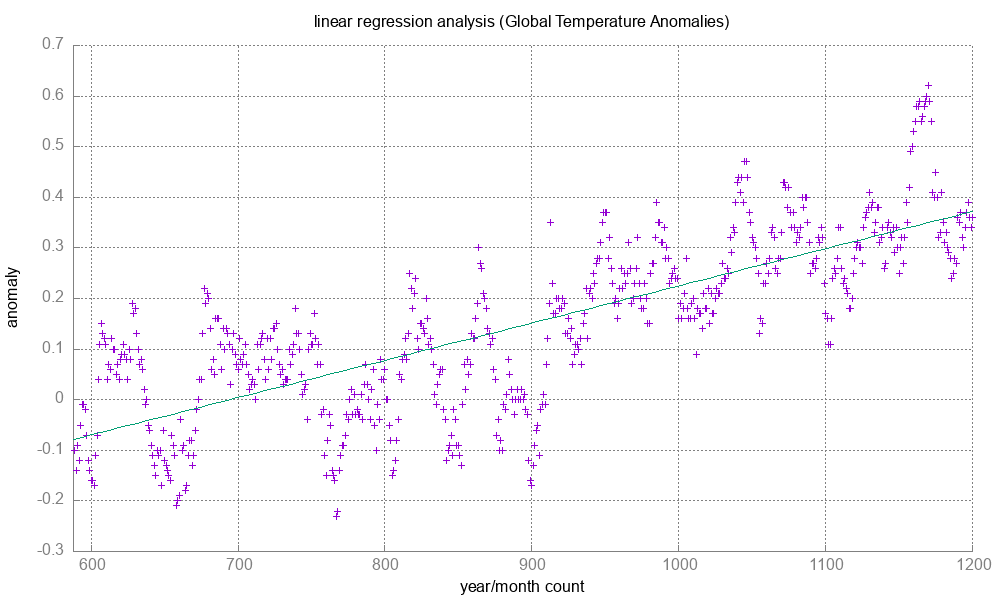 linear regression analysis (Global Temperature Anomalies)
0.7
0.6
0.5
0.4
0.3
0.2
0.1
0
-0.1
-0.2
-0.3
anomaly
600 700 800 900 1000 1100 1200
year/month count